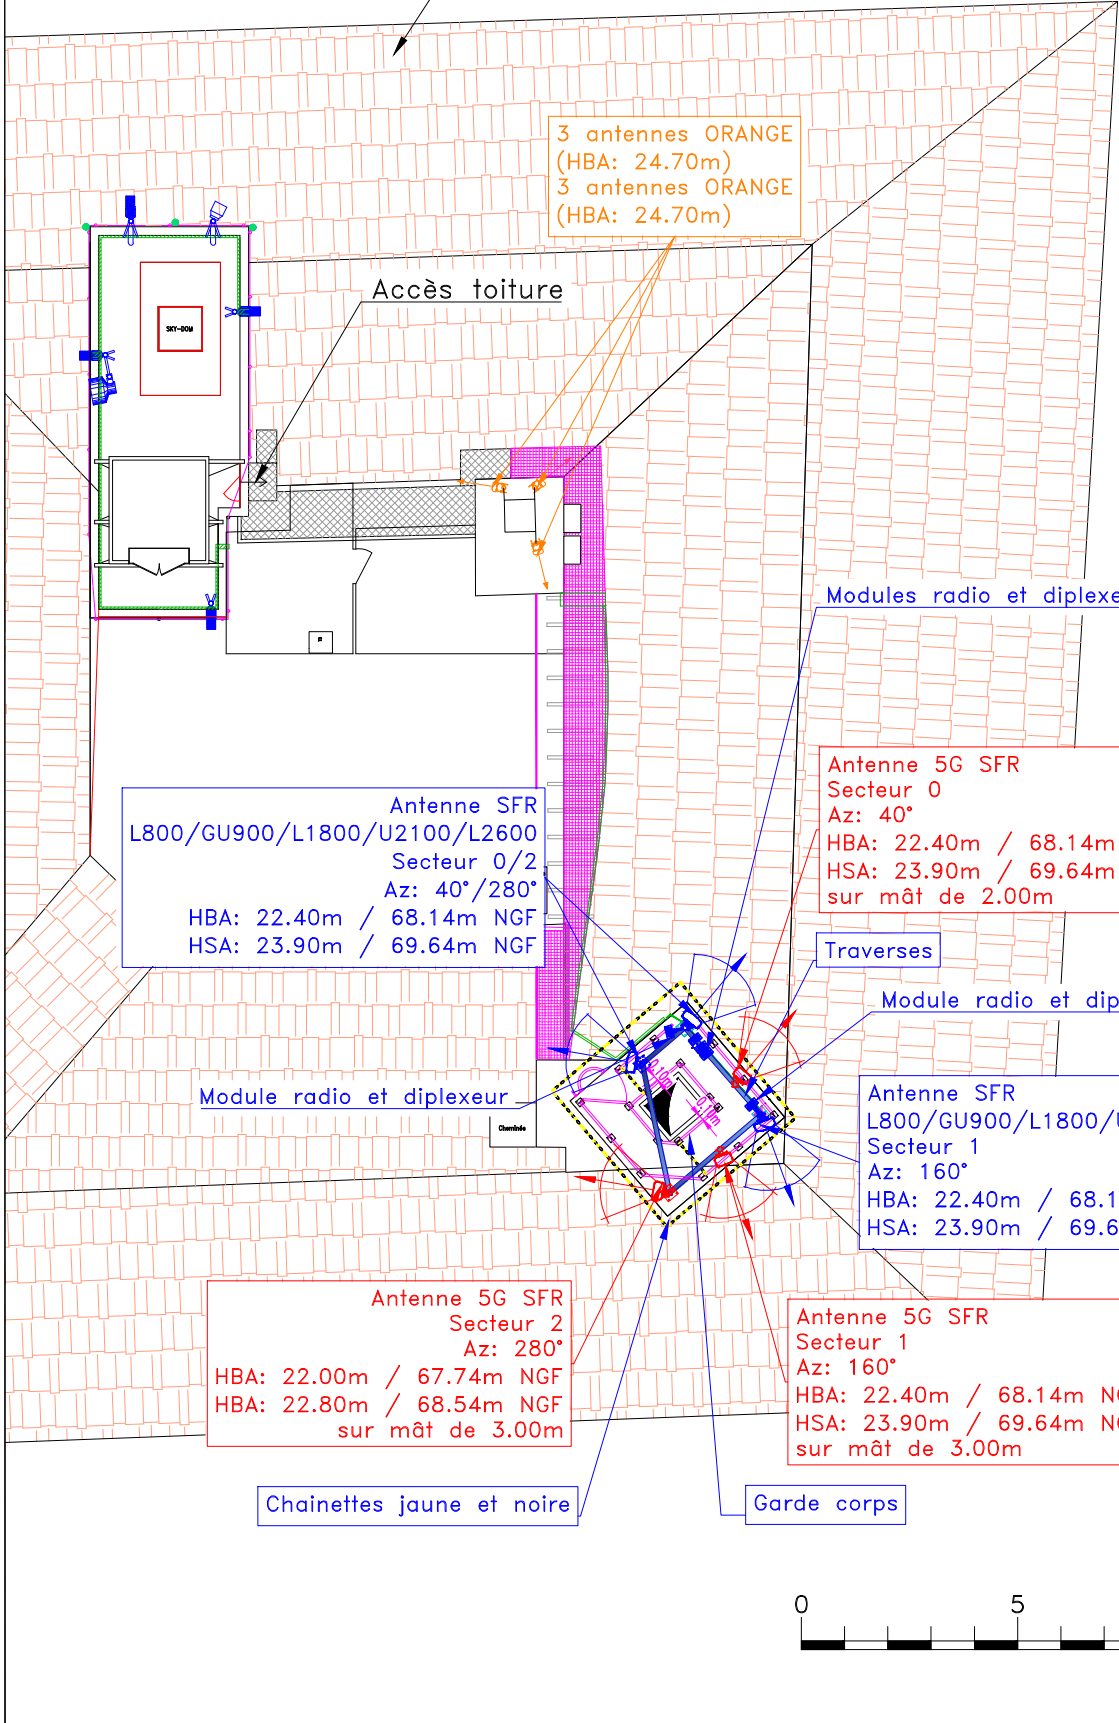 3 antennes ORANGE
(HBA: 24.70m)
3 antennes ORANGE
(HBA: 24.70m)
Accès toiture
SKY-DOM
Modules radio et diplexe
Antenne 5G SFR
Secteur 0
Az: 40°
HBA: 22.40m / 68.14m
HSA: 23.90m / 69.64m
sur mât de 2.00m
Antenne SFR
L800/GU900/L1800/U2100/L2600
Secteur 0/2
Az: 40°/280°
HBA: 22.40m / 68.14m NGF
HSA: 23.90m / 69.64m NGF
Traverses
Module radio et dip
Module radio et diplexeur
0.10m
0.10m
Cheminée
Antenne SFR
L800/GU900/L1800/U
Secteur 1
Az: 160°
HBA: 22.40m / 68.1
HSA: 23.90m / 69.6
Antenne 5G SFR
Secteur 2
Az: 280°
HBA: 22.00m / 67.74m NGF
HBA: 22.80m / 68.54m NGF
sur mât de 3.00m
Antenne 5G SFR
Secteur 1
Az: 160°
HBA: 22.40m / 68.14m NG
HSA: 23.90m / 69.64m NG
sur mât de 3.00m
Chainettes jaune et noire
Garde corps
0 5